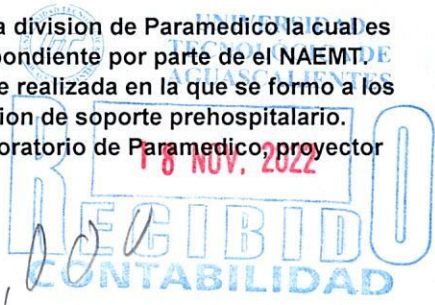 a division de Paramedico la cual es
UNIVERSIDAD
pondiente por parte de el NAEMT.
TECNOLÓGICA DE
AGUASCALIENTES
e realizada en la que se formo a los
ion de soporte prehospitalario.
oratorio de Paramedico, proyector
18 NOV. 2022
RECIBIDO
CONTABILIDAD